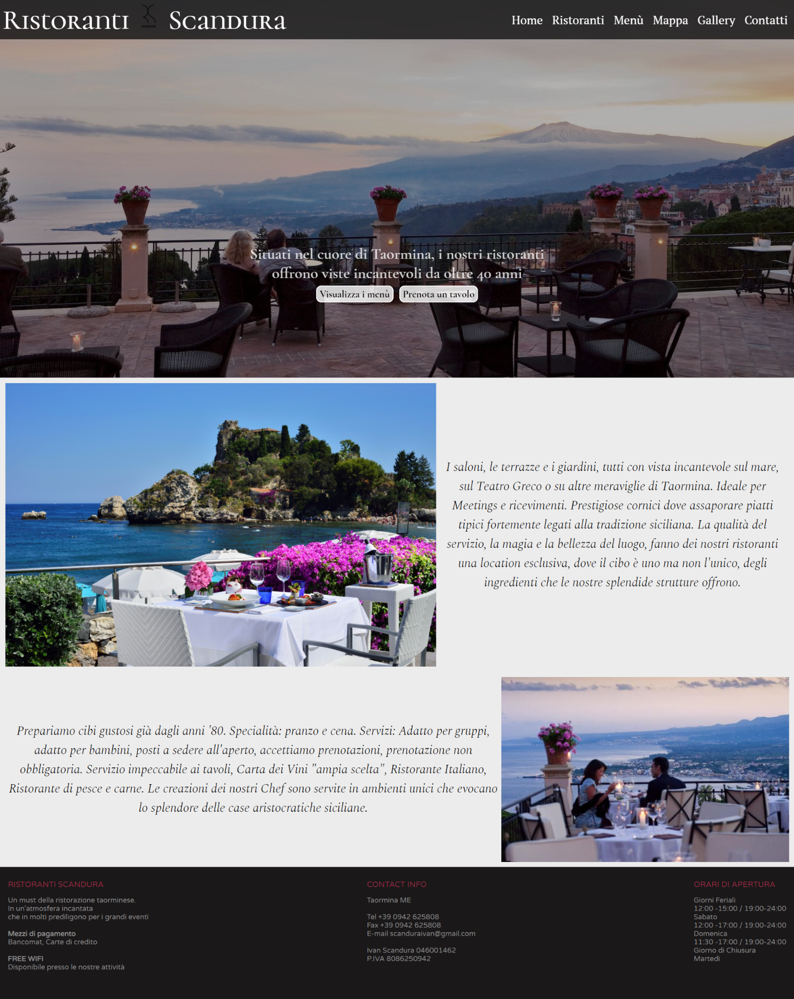 Ristoranti Scandura
Home Ristoranti Menù Mappa Gallery Contatti
Situati nel cuore di Taormina, i nostri ristoranti
offrono viste incantevoli da oltre 40 anni
Visualizza i menù Prenota un tavolo
I saloni, le terrazze e i giardini, tutti con vista incantevole sul mare,
sul Teatro Greco o su altre meraviglie di Taormina. Ideale per
Meetings e ricevimenti. Prestigiose cornici dove assaporare piatti
tipici fortemente legati alla tradizione siciliana. La qualità del
servizio, la magia e la bellezza del luogo, fanno dei nostri ristoranti
una location esclusiva, dove il cibo è uno ma non l'unico, degli
ingredienti che le nostre splendide strutture offrono.
Prepariamo cibi gustosi già dagli anni '80. Specialità: pranzo e cena. Servizi: Adatto per gruppi,
adatto per bambini, posti a sedere all'aperto, accettiamo prenotazioni, prenotazione non
obbligatoria. Servizio impeccabile ai tavoli, Carta dei Vini "ampia scelta", Ristorante Italiano,
Ristorante di pesce e carne. Le creazioni dei nostri Chef sono servite in ambienti unici che evocano
lo splendore delle case aristocratiche siciliane.
RISTORANTI SCANDURA
Un must della ristorazione taorminese.
In un'atmosfera incantata
che in molti prediligono per i grandi eventi
Mezzi di pagamento
Bancomat, Carte di credito
FREE WIFI
Disponibile presso le nostre attività
CONTACT INFO
Taormina ME
Tel +39 0942 625808
Fax +39 0942 625808
E-mail scanduraivan@gmail.com
Ivan Scandura 046001462
P.IVA 8086250942
ORARI DI APERTURA
Giorni Feriali
12:00 -15:00 / 19:00-24:00
Sabato
12:00 -17:00 / 19:00-24:00
Domenica
11:30 -17:00 / 19:00-24:00
Giorno di Chiusura
Martedì